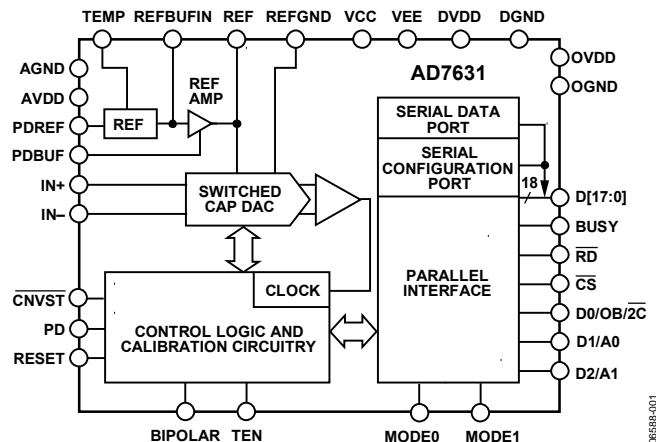 TEMP REFBUFIN REF REFGND VCC VEE DVDD DGND
AGND
AVDD
PDREF
PDBUF
IN+
IN–
CNVST
PD
RESET
REF
REF
AMP
SWITCHED
CAP DAC
CLOCK
CONTROL LOGIC AND
CALIBRATION CIRCUITRY
AD7631
SERIAL DATA
PORT
SERIAL
CONFIGURATION
PORT
18
PARALLEL
INTERFACE
OVDD
OGND
D[17:0]
BUSY
RD
CS
D0/OB/2C
D1/A0
D2/A1
BIPOLAR TEN MODE0 MODE1
06588-001